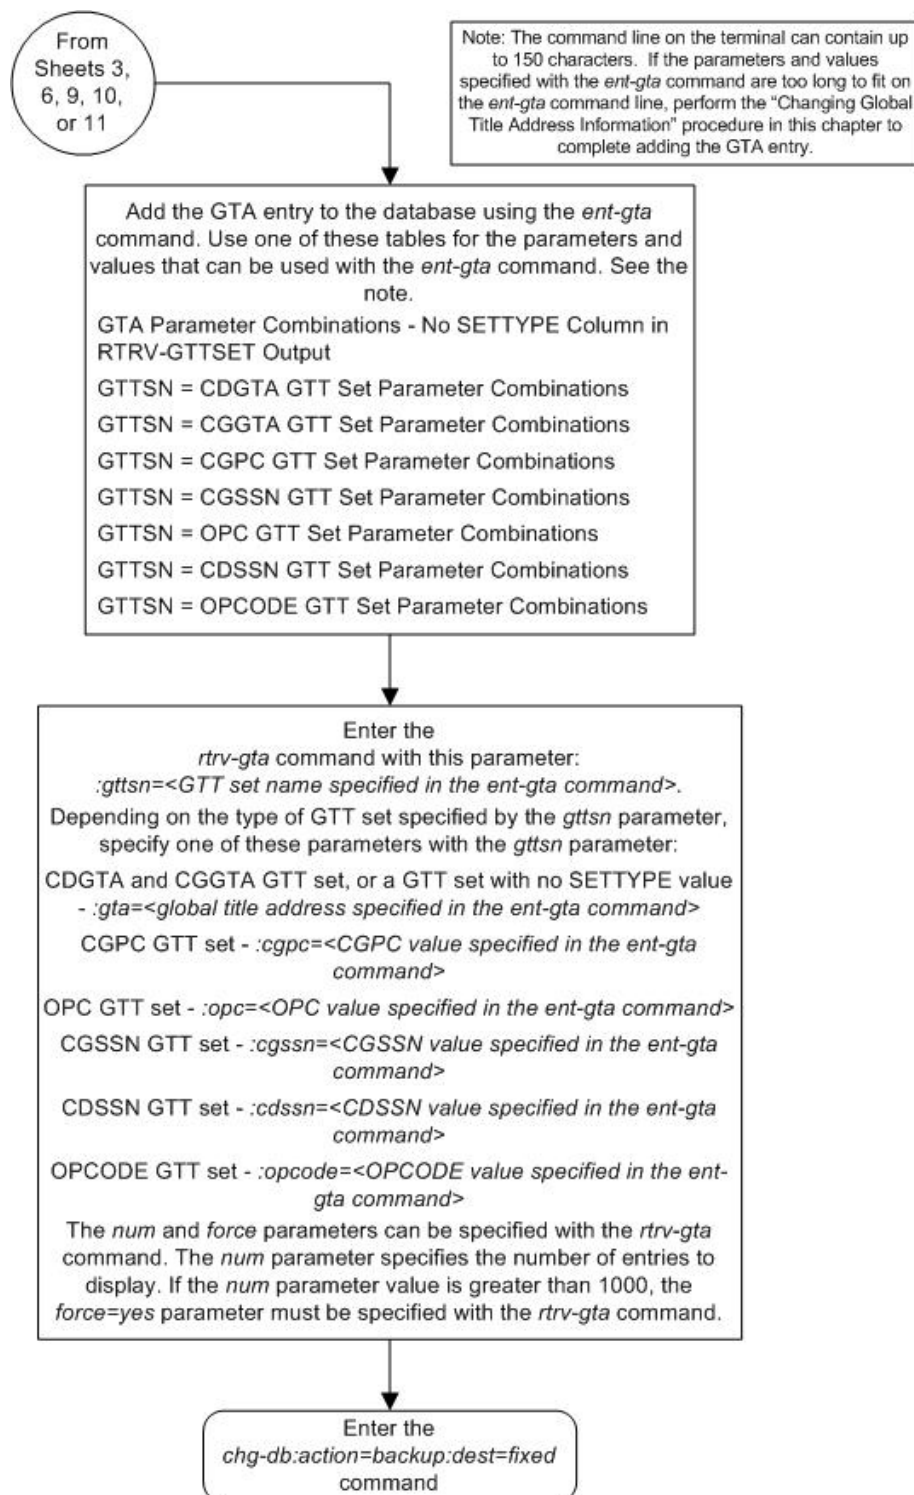 From
Sheets 3,
6, 9, 10,
or 11
Note: The command line on the terminal can contain up
to 150 characters. If the parameters and values
specified with the ent-gta command are too long to fit on
the ent-gta command line, perform the “Changing Global
Title Address Information” procedure in this chapter to
complete adding the GTA entry.
Add the GTA entry to the database using the ent-gta
command. Use one of these tables for the parameters and
values that can be used with the ent-gta command. See the
note.
GTA Parameter Combinations - No SETTYPE Column in
RTRV-GTTSET Output
GTTSN = CDGTA GTT Set Parameter Combinations
GTTSN = CGGTA GTT Set Parameter Combinations
GTTSN = CGPC GTT Set Parameter Combinations
GTTSN = CGSSN GTT Set Parameter Combinations
GTTSN = OPC GTT Set Parameter Combinations
GTTSN = CDSSN GTT Set Parameter Combinations
GTTSN = OPCODE GTT Set Parameter Combinations
Enter the
rtrv-gta command with this parameter:
:gttsn=<GTT set name specified in the ent-gta command>.
Depending on the type of GTT set specified by the gttsn parameter,
specify one of these parameters with the gttsn parameter:
CDGTA and CGGTA GTT set, or a GTT set with no SETTYPE value
- :gta=<global title address specified in the ent-gta command>
CGPC GTT set - :cgpc=<CGPC value specified in the ent-gta
command>
OPC GTT set - :opc=<OPC value specified in the ent-gta command>
CGSSN GTT set - :cgssn=<CGSSN value specified in the ent-gta
command>
CDSSN GTT set - :cdssn=<CDSSN value specified in the ent-gta
command>
OPCODE GTT set - :opcode=<OPCODE value specified in the ent-
gta command>
The num and force parameters can be specified with the rtrv-gta
command. The num parameter specifies the number of entries to
display. If the num parameter value is greater than 1000, the
force=yes parameter must be specified with the rtrv-gta command.
Enter the
chg-db:action=backup:dest=fixed
command